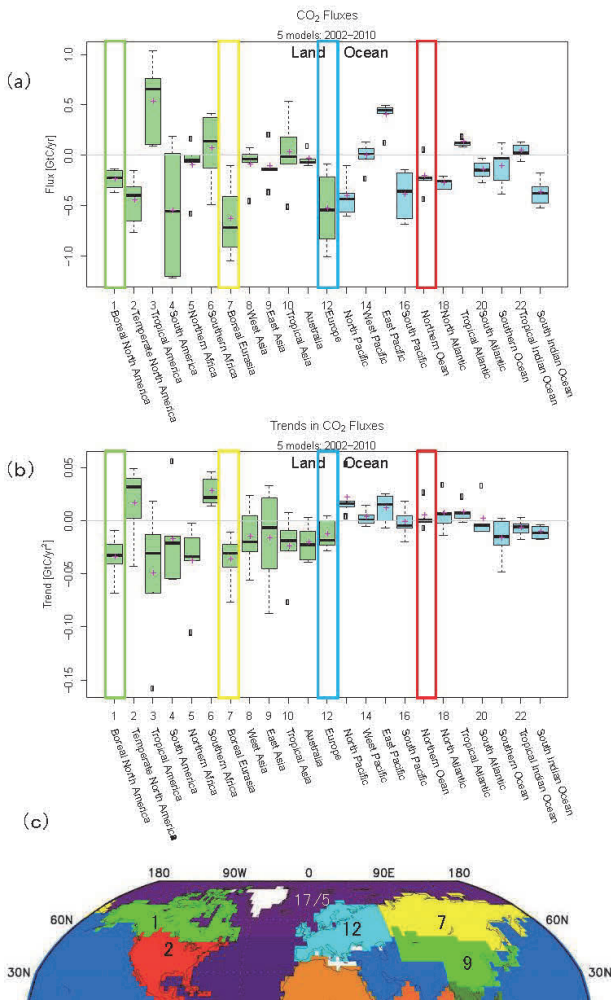 CO2 Fluxes
5 models: 2002–2010
(a)
Land Ocean
Flux [GtC/yr]
1.0
0.5
0.0
−0.5
−1.0
1 2 3 4 5 6 7 8 9 10 12 14 16 18 20 22
Boreal North America
Temperate North America
Tropical America
South America
Northern Africa
Southern Africa
Boreal Eurasia
West Asia
East Asia
Tropical Asia
Australia
Europe
North Pacific
West Pacific
East Pacific
South Pacific
Northern Ocean
North Atlantic
Tropical Atlantic
South Atlantic
Southern Ocean
Tropical Indian Ocean
South Indian Ocean
Trends in CO2 Fluxes
5 models: 2002–2010
(b)
Land Ocean
Trend [GtC/yr²]
0.05
0.00
−0.05
−0.10
−0.15
1 2 3 4 5 6 7 8 9 10 12 14 16 18 20 22
Boreal North America
Temperate North America
Tropical America
South America
Northern Africa
Southern Africa
Boreal Eurasia
West Asia
East Asia
Tropical Asia
Australia
Europe
North Pacific
West Pacific
East Pacific
South Pacific
Northern Ocean
North Atlantic
Tropical Atlantic
South Atlantic
Southern Ocean
Tropical Indian Ocean
South Indian Ocean
(c)
180 90W 0 90E 180
17/5
60N 1 12 7 60N
2 9
30N 30N